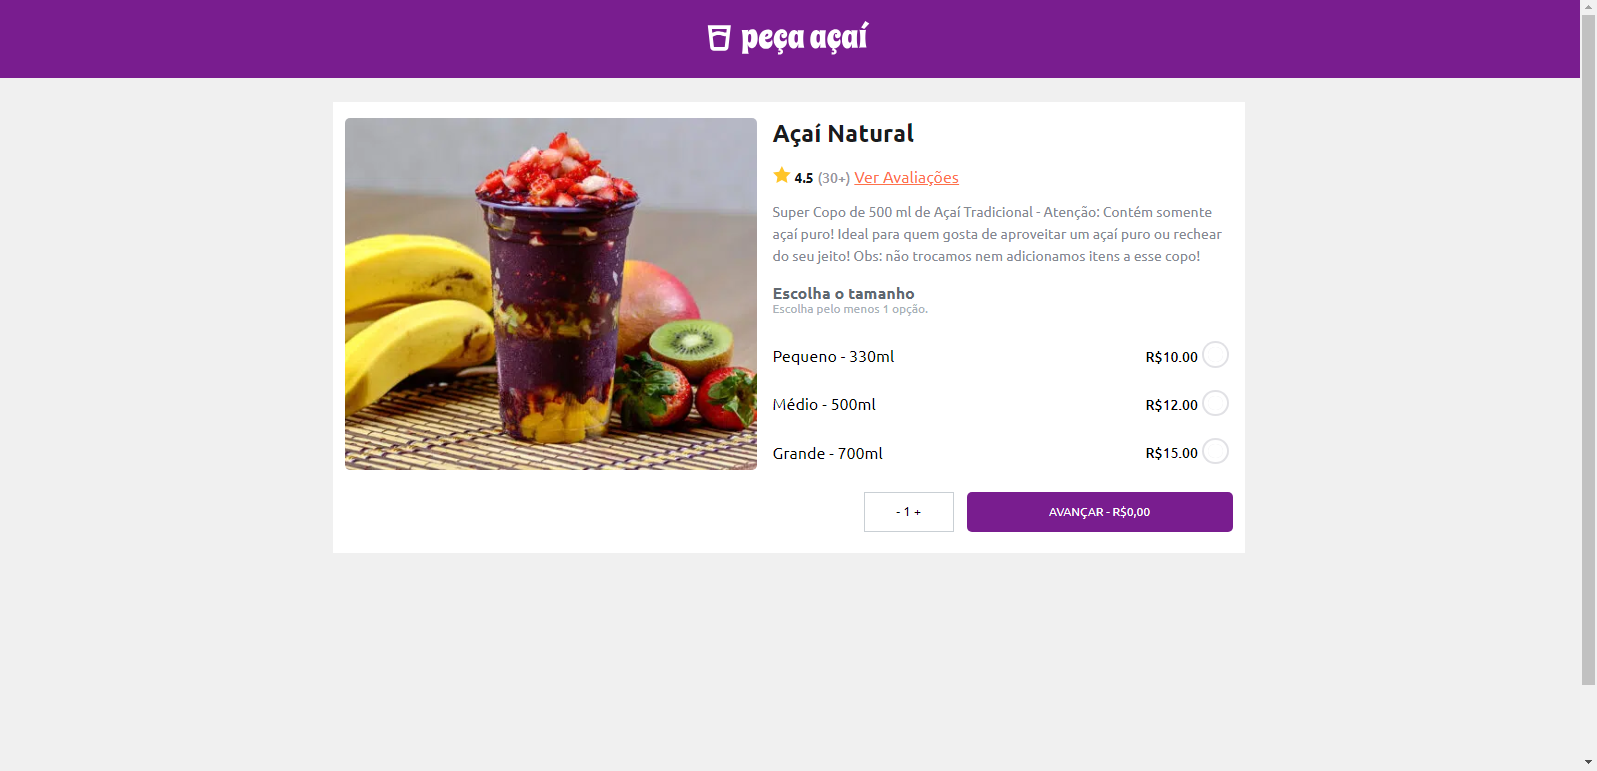 peça açaí
Açaí Natural
4.5 (30+) Ver Avaliações
Super Copo de 500 ml de Açaí Tradicional - Atenção: Contém somente
açaí puro! Ideal para quem gosta de aproveitar um açaí puro ou rechear
do seu jeito! Obs: não trocamos nem adicionamos itens a esse copo!
Escolha o tamanho
Escolha pelo menos 1 opção.
Pequeno - 330ml R$10.00
Médio - 500ml R$12.00
Grande - 700ml R$15.00
- 1 + AVANÇAR - R$0,00